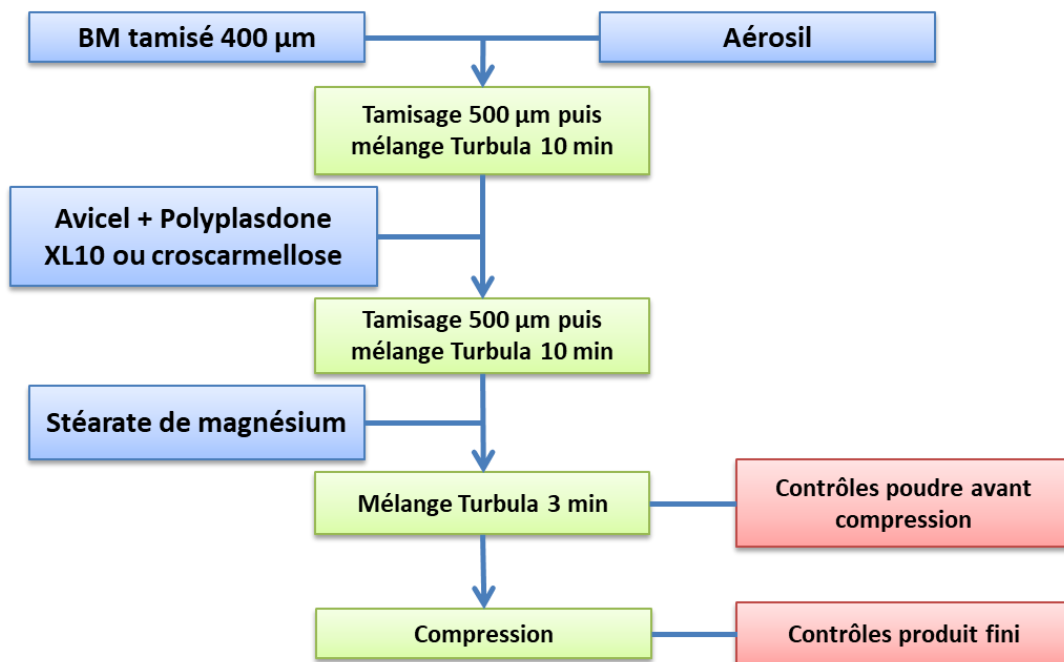 BM tamisé 400 µm
Aérosil
Tamisage 500 µm puis
mélange Turbula 10 min
Avicel + Polyplasdone
XL10 ou croscarmellose
Tamisage 500 µm puis
mélange Turbula 10 min
Stéarate de magnésium
Mélange Turbula 3 min
Contrôles poudre avant
compression
Compression
Contrôles produit fini